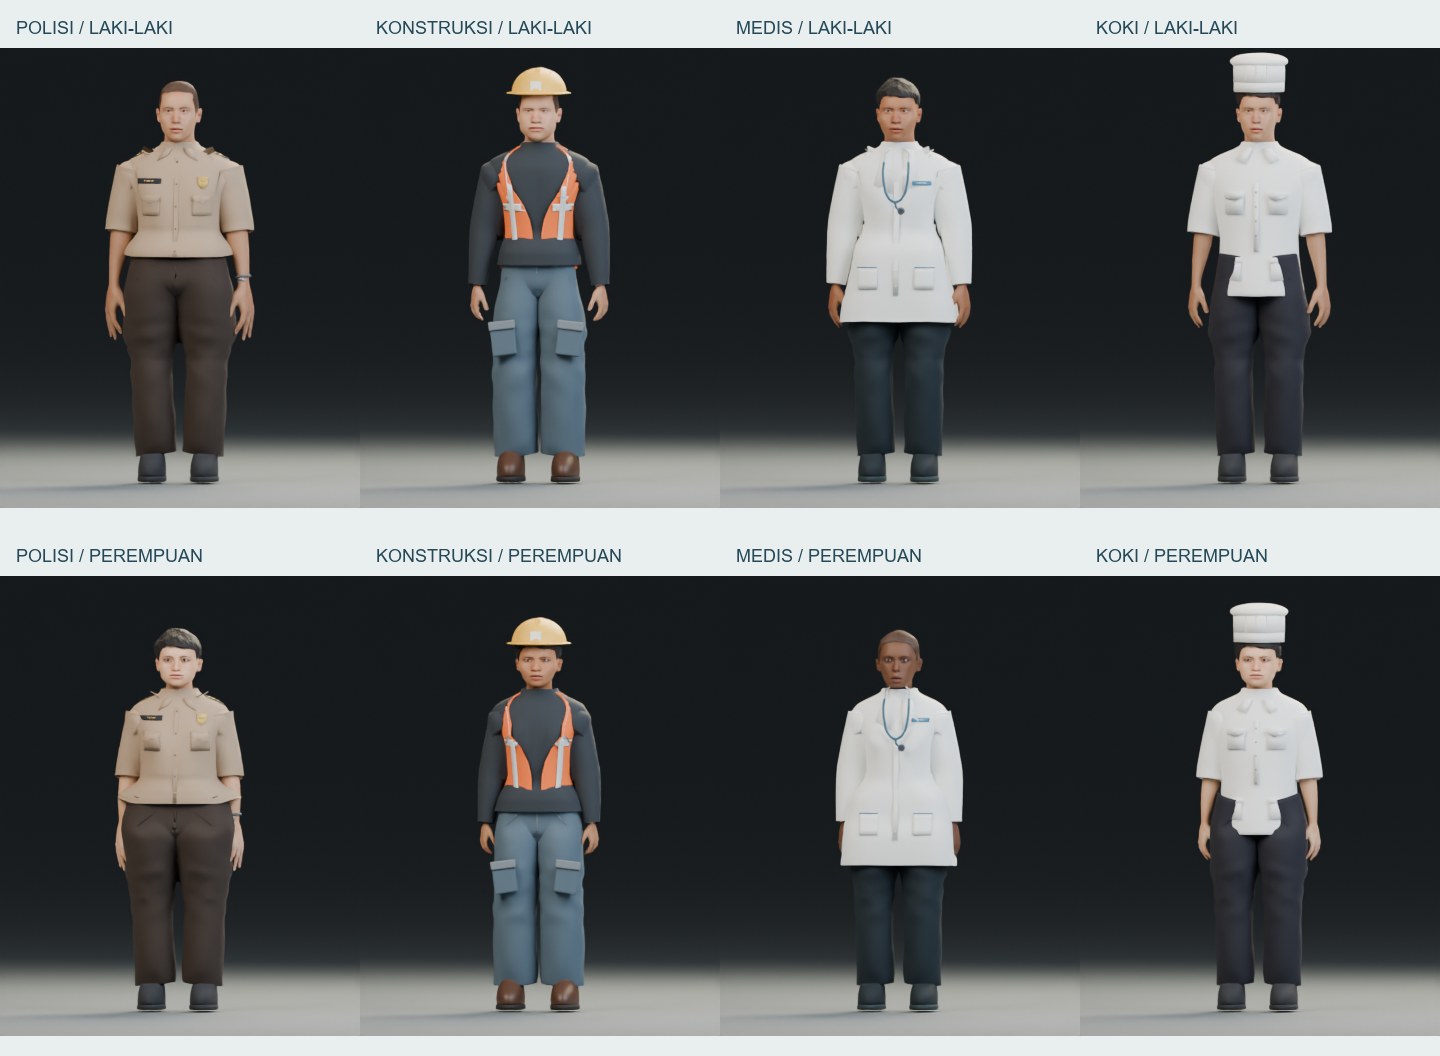 POLISI / LAKI-LAKI
KONSTRUKSI / LAKI-LAKI
MEDIS / LAKI-LAKI
KOKI / LAKI-LAKI
POLISI / PEREMPUAN
KONSTRUKSI / PEREMPUAN
MEDIS / PEREMPUAN
KOKI / PEREMPUAN